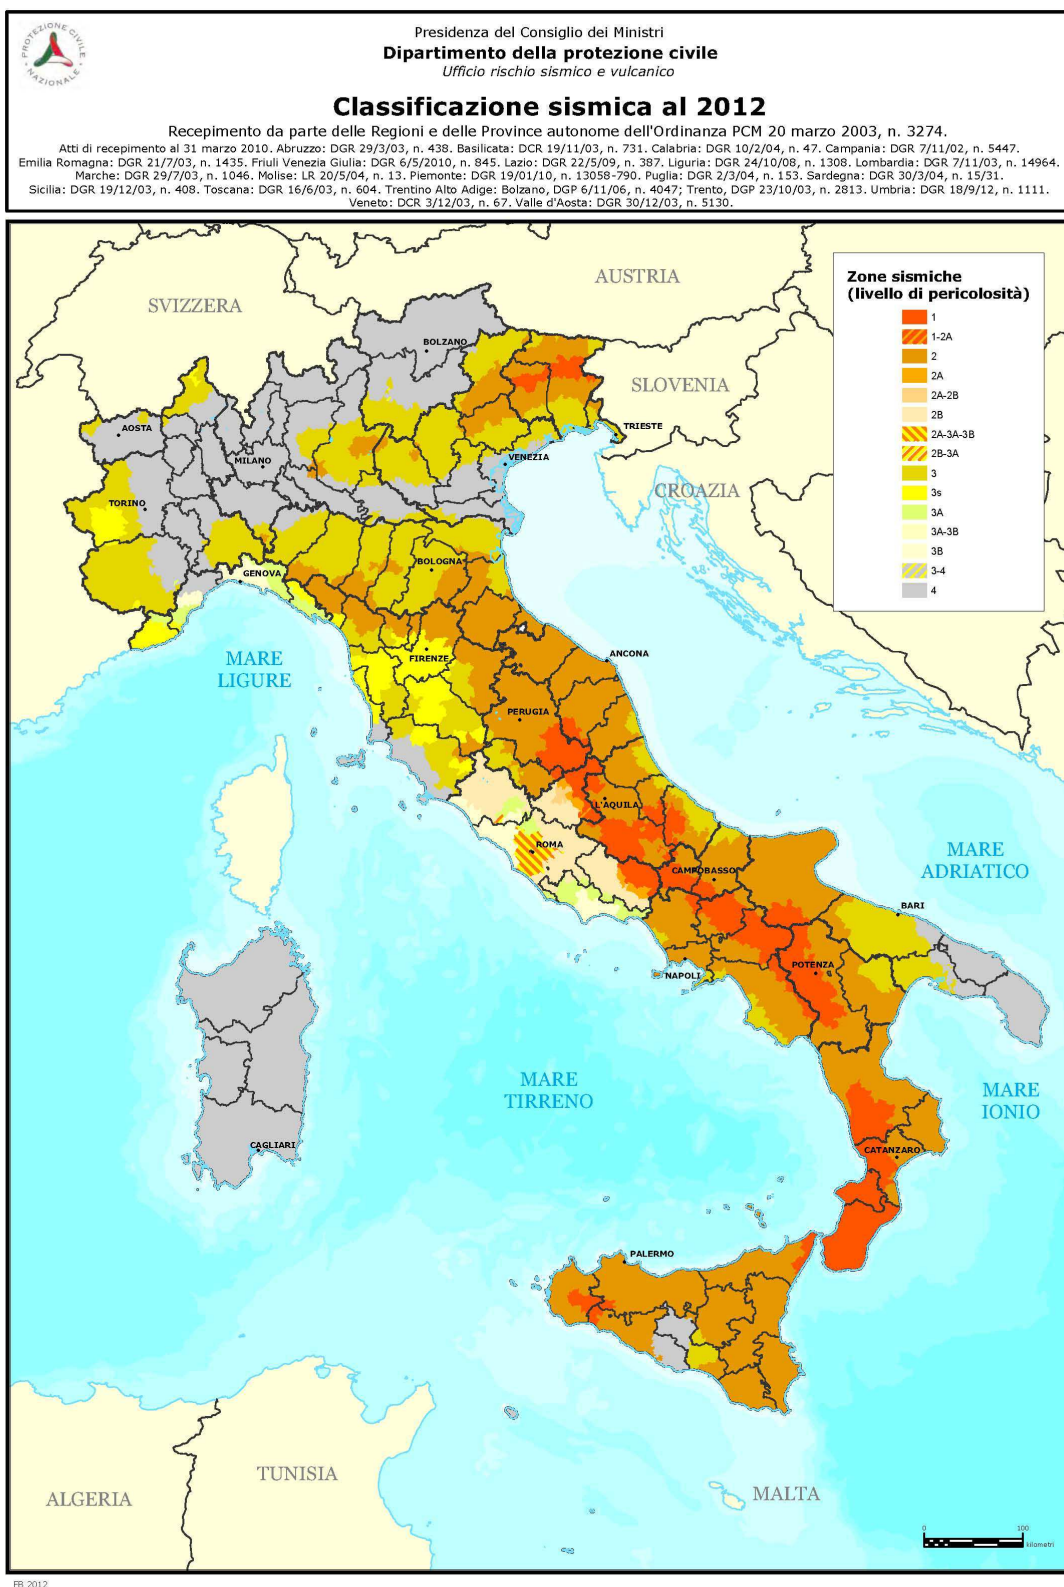 PROTEZIONE CIVILE
NAZIONALE
Presidenza del Consiglio dei Ministri
Dipartimento della protezione civile
Ufficio rischio sismico e vulcanico
Classificazione sismica al 2012
Recepimento da parte delle Regioni e delle Province autonome dell'Ordinanza PCM 20 marzo 2003, n. 3274.
Atti di recepimento al 31 marzo 2010. Abruzzo: DGR 29/3/03, n. 438. Basilicata: DCR 19/11/03, n. 731. Calabria: DGR 10/2/04, n. 47. Campania: DGR 7/11/02, n. 5447.
Emilia Romagna: DGR 21/7/03, n. 1435. Friuli Venezia Giulia: DGR 6/5/2010, n. 845. Lazio: DGR 22/5/09, n. 387. Liguria: DGR 24/10/08, n. 1308. Lombardia: DGR 7/11/03, n. 14964.
Marche: DGR 29/7/03, n. 1046. Molise: LR 20/5/04, n. 13. Piemonte: DGR 19/01/10, n. 13058-790. Puglia: DGR 2/3/04, n. 153. Sardegna: DGR 30/3/04, n. 15/31.
Sicilia: DGR 19/12/03, n. 408. Toscana: DGR 16/6/03, n. 604. Trentino Alto Adige: Bolzano, DGP 6/11/06, n. 4047; Trento, DGP 23/10/03, n. 2813. Umbria: DGR 18/9/12, n. 1111.
Veneto: DCR 3/12/03, n. 67. Valle d'Aosta: DGR 30/12/03, n. 5130.
Zone sismiche
(livello di pericolosità)
1
1-2A
2
2A
2A-2B
2B
2A-3A-3B
2B-3A
3
3s
3A
3A-3B
3B
3-4
4
AUSTRIA
SVIZZERA
BOLZANO
SLOVENIA
AOSTA
TRIESTE
MILANO
VENEZIA
CROAZIA
TORINO
BOLOGNA
GENOVA
MARE
LIGURE
FIRENZE
ANCONA
PERUGIA
L'AQUILA
ROMA
MARE
ADRIATICO
CAMPOBASSO
BARI
NAPOLI
POTENZA
MARE
TIRRENO
MARE
IONIO
CAGLIARI
CATANZARO
PALERMO
TUNISIA
ALGERIA
MALTA
0 100
kilometri
FB 2012